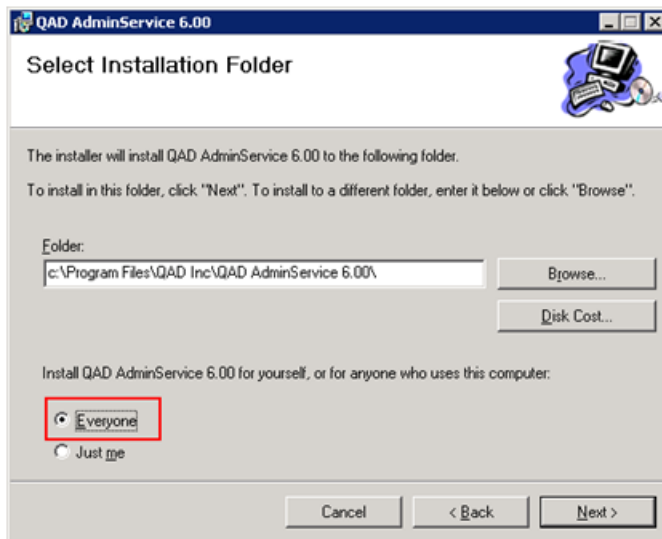 QAD AdminService 6.00
Select Installation Folder
The installer will install QAD AdminService 6.00 to the following folder.
To install in this folder, click "Next". To install to a different folder, enter it below or click "Browse".
Folder:
c:\Program Files\QAD Inc\QAD AdminService 6.00\
Browse...
Disk Cost...
Install QAD AdminService 6.00 for yourself, or for anyone who uses this computer:
Everyone
Just me
Cancel
< Back
Next >